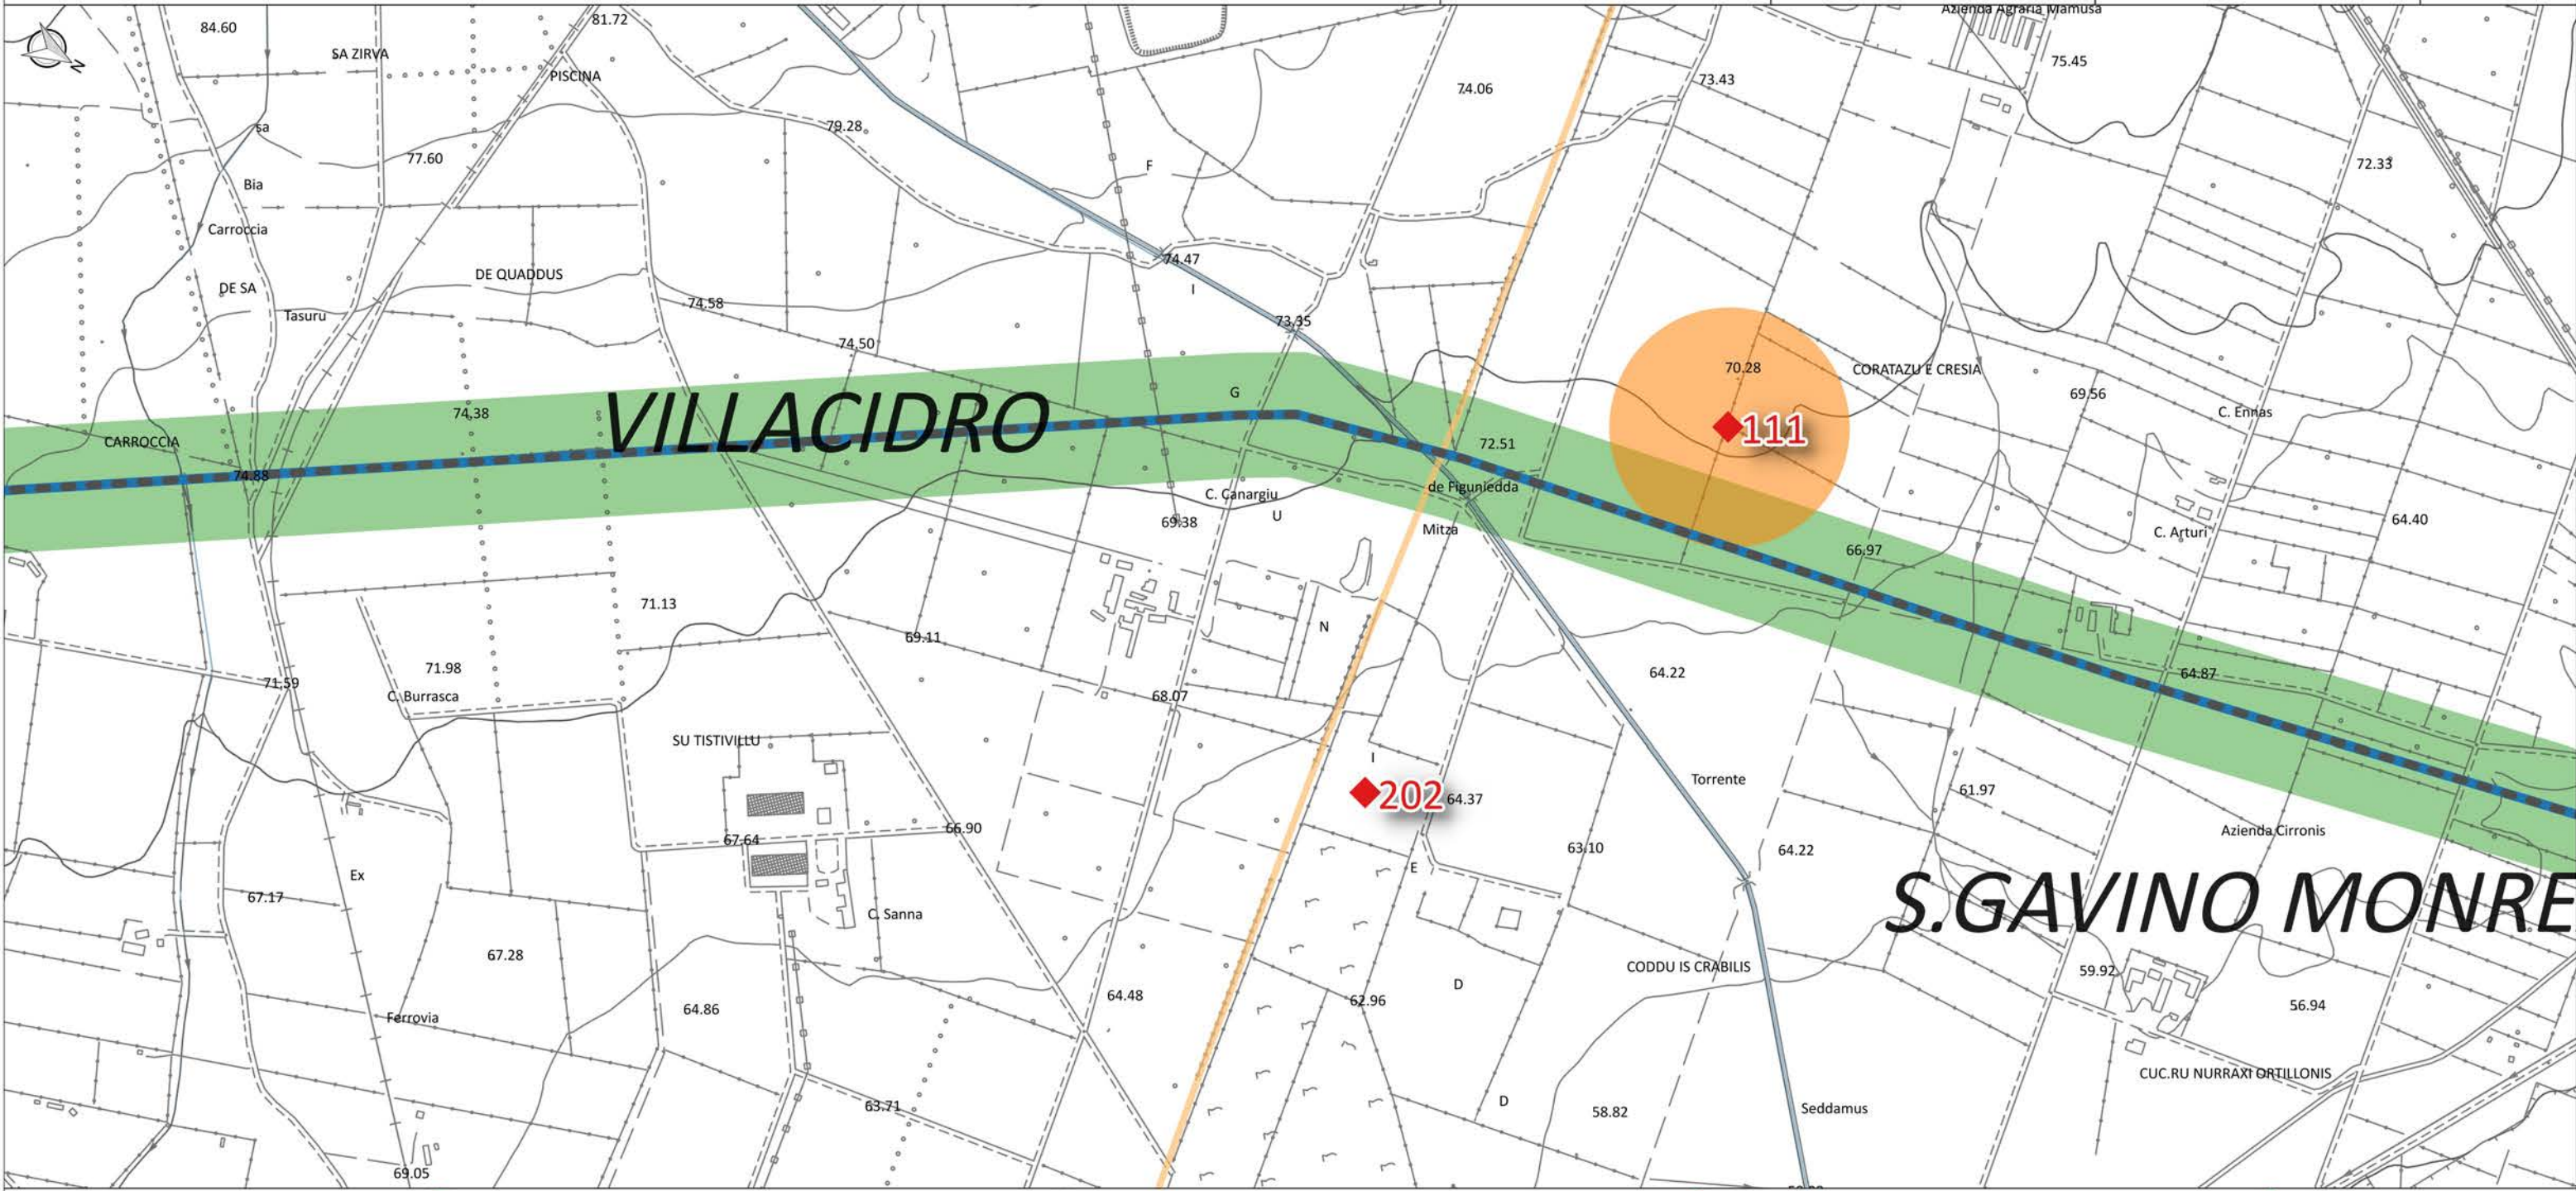 81.72
84.60
Azienda Agraria Mamusa
SA ZIRVA
75.45
PISCINA
N
73.43
74.06
79.28
sa
77.60
72.33
F
Bia
Carroccia
74.47
DE QUADDUS
DE SA
I
74.58
Tasuru
73.35
74.50
70.28
CORATAZU E CRESIA
G
69.56
74.38
VILLACIDRO
C. Ennas
111
CARROCCIA
72.51
74.88
de Figuniedda
C. Canargiu
U
69.38
64.40
Mitza
C. Arturi
66.97
71.13
N
69.11
71.98
64.22
64.87
71.59
C. Burrasca
68.07
SU TISTIVILLU
I
Torrente
61.97
202
64.37
66.90
Azienda Cirronis
67.64
63.10
64.22
E
Ex
67.17
S.GAVINO MONRE
C. Sanna
67.28
CODDU IS CRABILIS
59.92
D
64.48
62.96
56.94
64.86
Ferrovia
CUC.RU NURRAXI ORTILLONIS
D
63.71
58.82
Seddamus
69.05